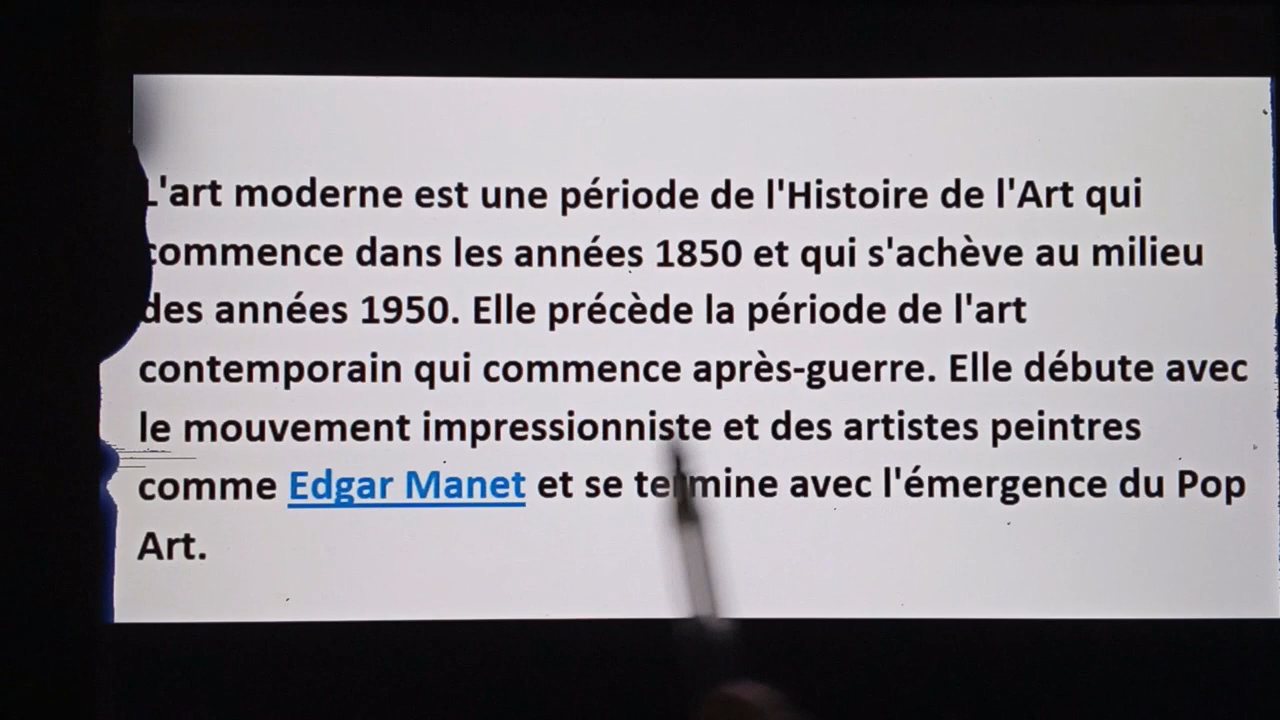 L'art moderne est une période de l'Histoire de l'Art qui
commence dans les années 1850 et qui s'achève au milieu
des années 1950. Elle précède la période de l'art
contemporain qui commence après-guerre. Elle débute avec
le mouvement impressionniste et des artistes peintres
comme Edgar Manet et se termine avec l'émergence du Pop
Art.